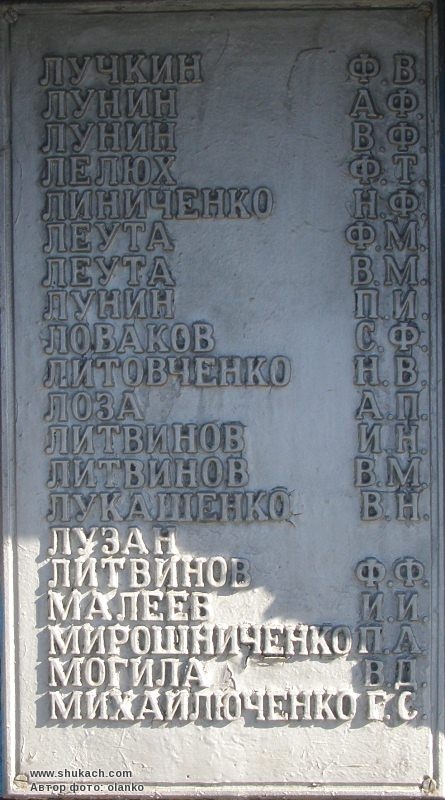 ЛУЧКИН Ф.В.
ЛУНИН А.Ф.
ЛУНИН В.Ф.
ЛЕЛЮХ Ф.Т.
ЛИНИЧЕНКО Н.Ф.
ЛЕУТА Ф.М.
ЛЕУТА В.М.
ЛУНИН П.И.
ЛОВАКОВ С.Ф.
ЛИТОВЧЕНКО Н.В.
ЛОЗА А.П.
ЛИТВИНОВ И.Н.
ЛИТВИНОВ В.М.
ЛУКАШЕНКО В.Н.
ЛУЗАН
ЛИТВИНОВ Ф.Ф.
МАЛЕЕВ И.И.
МИРОШНИЧЕНКО П.А.
МОГИЛА В.Д.
МИХАЙЛЮЧЕНКО Г.С.
www.shukach.com
Автор фото: olanko